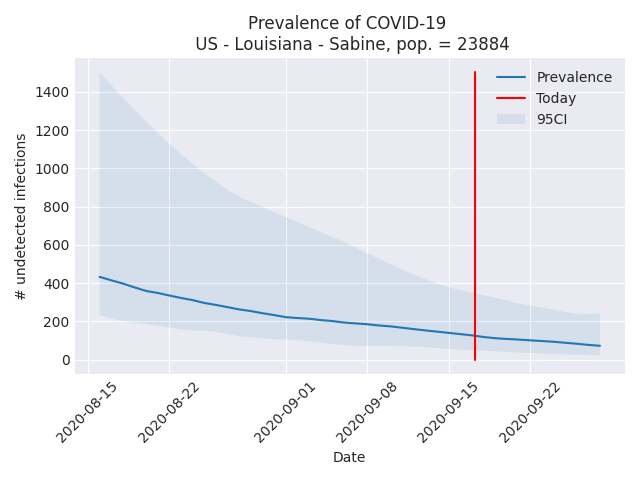 Prevalence of COVID-19
US - Louisiana - Sabine, pop. = 23884
Prevalence
Today
95CI
# undetected infections
1400
1200
1000
800
600
400
200
0
2020-08-15
2020-08-22
2020-09-01
2020-09-08
2020-09-15
2020-09-22
Date